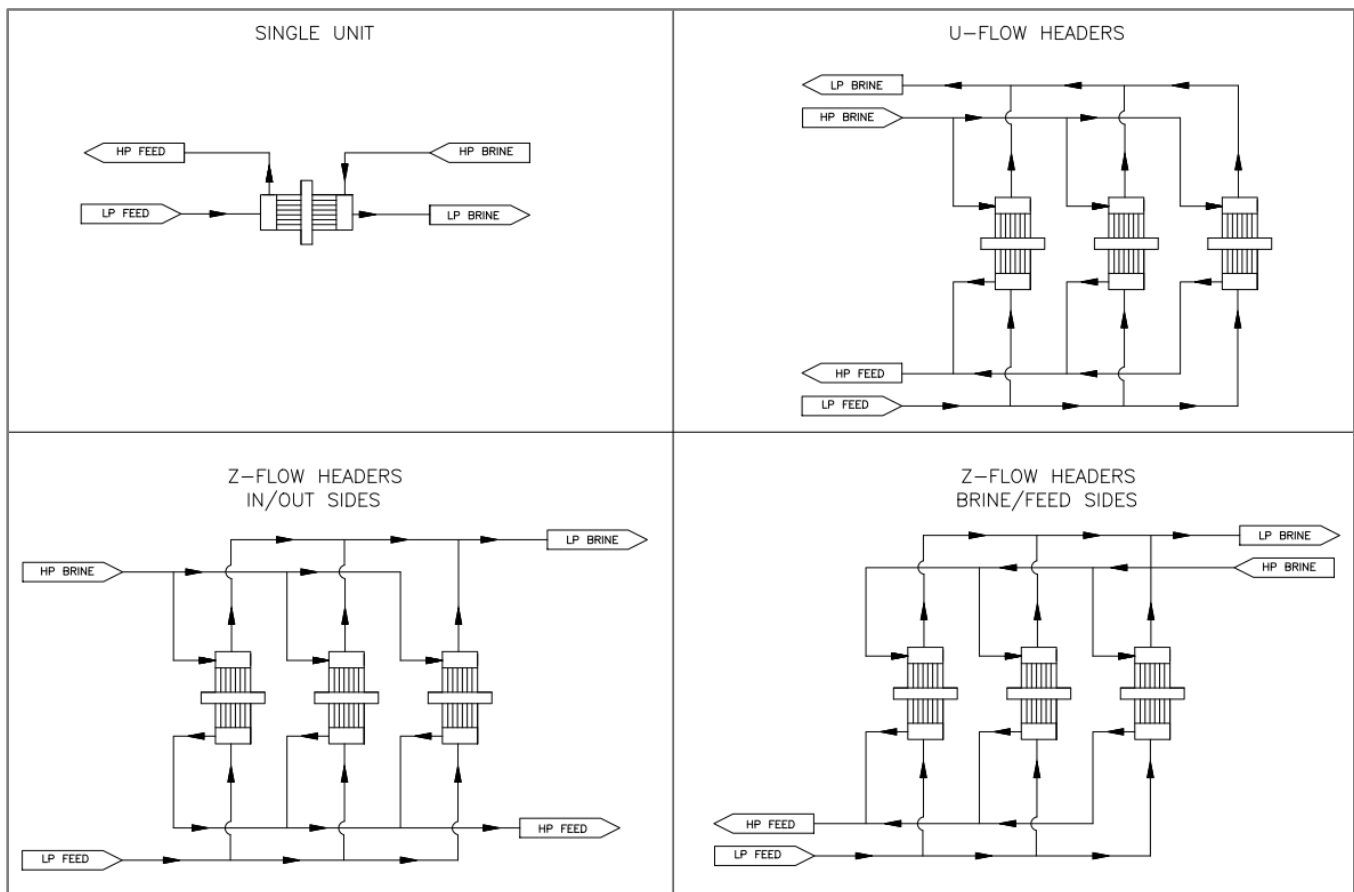 SINGLE UNIT
HP FEED
HP BRINE
LP FEED
LP BRINE
U-FLOW HEADERS
LP BRINE
HP BRINE
HP FEED
LP FEED
Z-FLOW HEADERS
IN/OUT SIDES
LP BRINE
HP BRINE
HP FEED
LP FEED
Z-FLOW HEADERS
BRINE/FEED SIDES
LP BRINE
HP BRINE
HP FEED
LP FEED